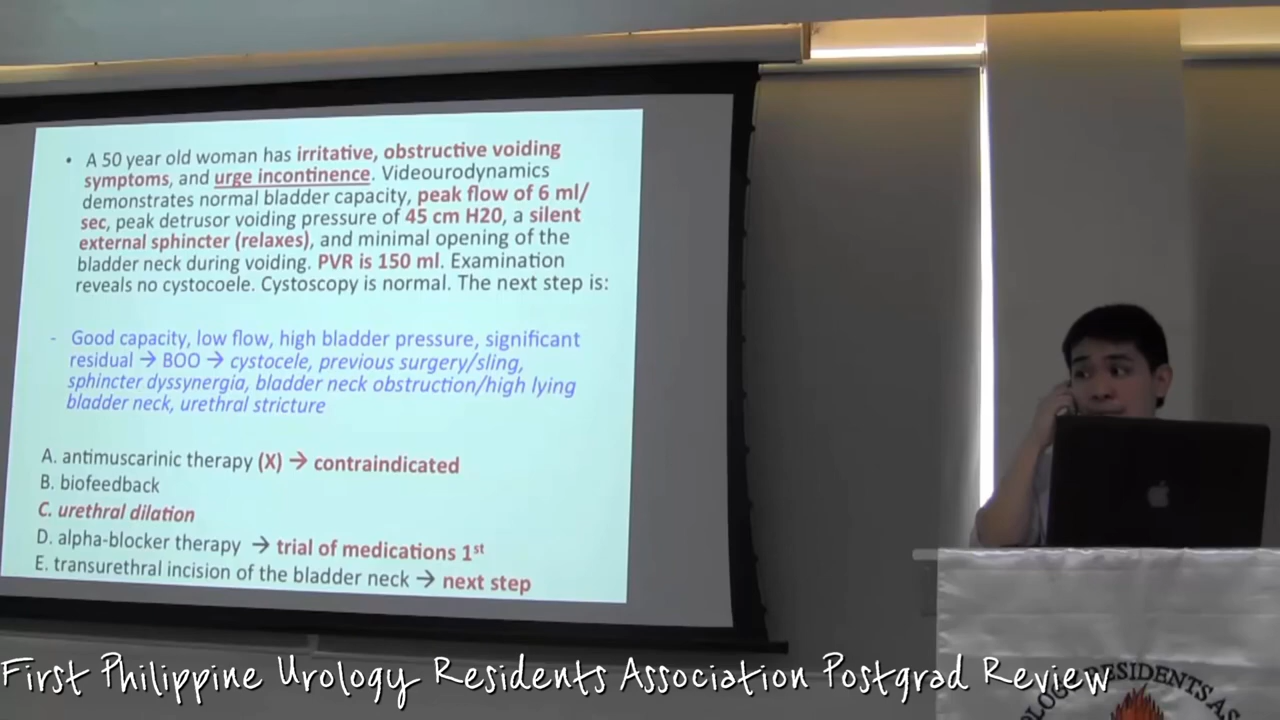 • A 50 year old woman has irritative, obstructive voiding
symptoms, and urge incontinence. Videourodynamics
demonstrates normal bladder capacity, peak flow of 6 ml/
sec, peak detrusor voiding pressure of 45 cm H20, a silent
external sphincter (relaxes), and minimal opening of the
bladder neck during voiding. PVR is 150 ml. Examination
reveals no cystocoele. Cystoscopy is normal. The next step is:
- Good capacity, low flow, high bladder pressure, significant
residual → BOO → cystocele, previous surgery/sling,
sphincter dyssynergia, bladder neck obstruction/high lying
bladder neck, urethral stricture
A. antimuscarinic therapy (X) → contraindicated
B. biofeedback
C. urethral dilation
D. alpha-blocker therapy → trial of medications 1st
E. transurethral incision of the bladder neck → next step
First Philippine Urology Residents Association Postgrad Review
RESIDENTS